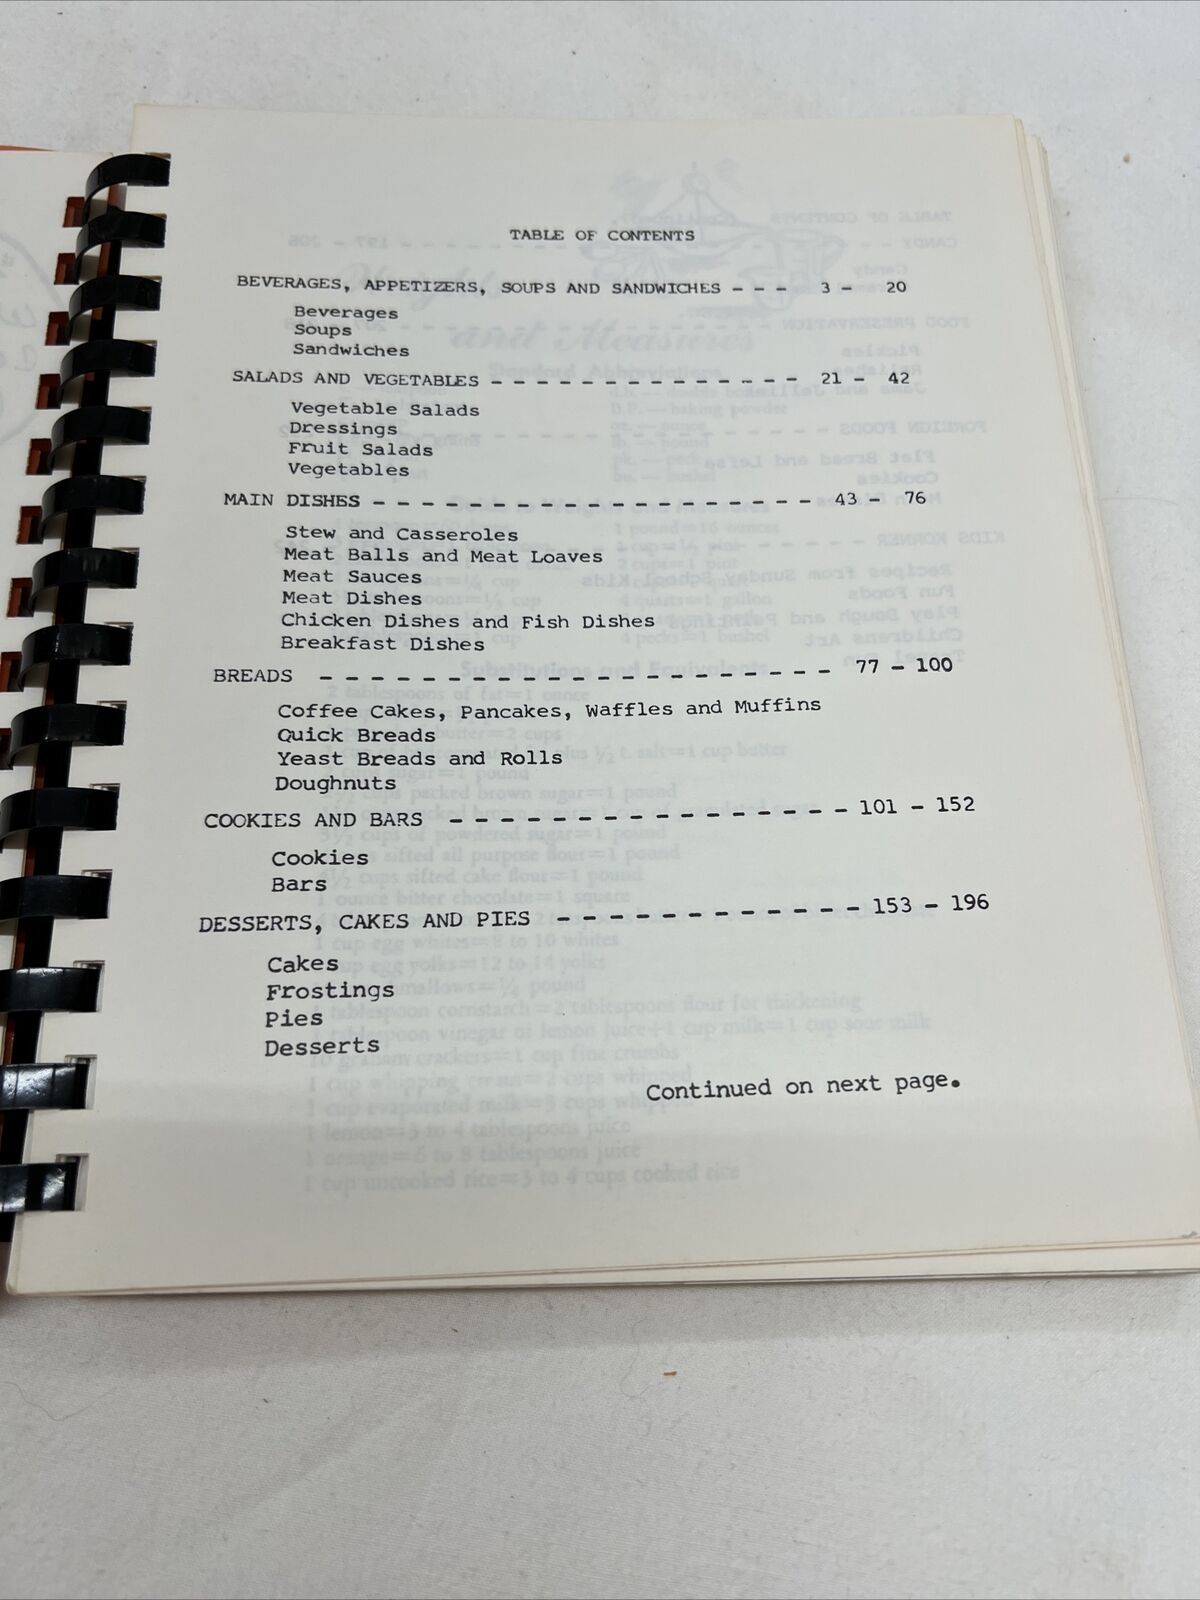 TABLE OF CONTENTS
BEVERAGES, APPETIZERS, SOUPS AND SANDWICHES - - - 3 - 20
Beverages
Soups
Sandwiches
SALADS AND VEGETABLES - - - - - - - - - - - - - - 21 - 42
Vegetable Salads
Dressings
Fruit Salads
Vegetables
MAIN DISHES - - - - - - - - - - - - - - - - - - - 43 - 76
Stew and Casseroles
Meat Balls and Meat Loaves
Meat Sauces
Meat Dishes
Chicken Dishes and Fish Dishes
Breakfast Dishes
BREADS - - - - - - - - - - - - - - - - - - - - - - 77 - 100
Coffee Cakes, Pancakes, Waffles and Muffins
Quick Breads
Yeast Breads and Rolls
Doughnuts
COOKIES AND BARS - - - - - - - - - - - - - - - - - 101 - 152
Cookies
Bars
DESSERTS, CAKES AND PIES - - - - - - - - - - - - - 153 - 196
Cakes
Frostings
Pies
Desserts
Continued on next page.